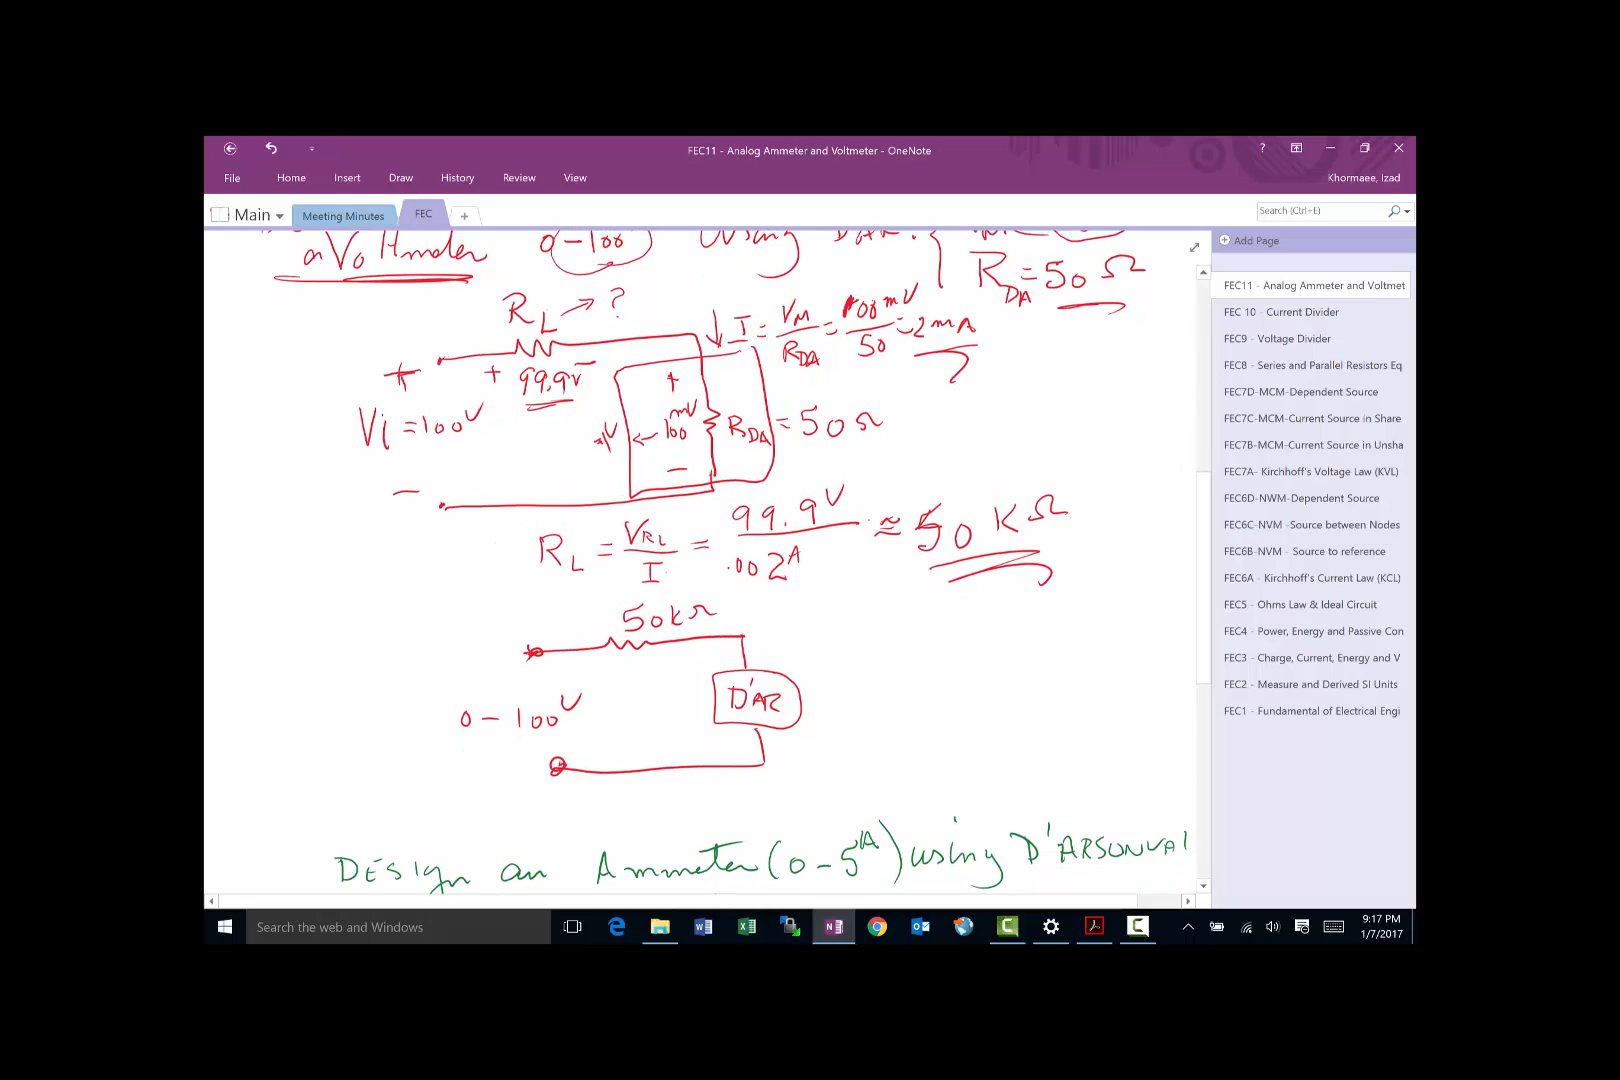 FEC11 - Analog Ammeter and Voltmeter - OneNote
?
File Home Insert Draw History Review View
Khormaee, Izad
Main Meeting Minutes FEC +
Search (Ctrl+E)
Add Page
a Voltmeter 0-100 using
R_DA = 50 Ω
R_L → ?
↓ I = V_M / R_DA = 100 mV / 50 = 2 mA
+ 99.9V -
+
Vi = 100V
+ 100 mV -
R_DA = 50 Ω
-
R_L = V_RL / I = 99.9V / .002A ≈ 50 KΩ
50 kΩ
D'AR
0 - 100V
DESIGN an Ammeter (0 - 5A) using D'ARSONVAL
FEC11 - Analog Ammeter and Voltmet
FEC 10 - Current Divider
FEC9 - Voltage Divider
FEC8 - Series and Parallel Resistors Eq
FEC7D-MCM-Dependent Source
FEC7C-MCM-Current Source in Share
FEC7B-MCM-Current Source in Unsha
FEC7A- Kirchhoff's Voltage Law (KVL)
FEC6D-NWM-Dependent Source
FEC6C-NVM -Source between Nodes
FEC6B-NVM - Source to reference
FEC6A - Kirchhoff's Current Law (KCL)
FEC5 - Ohms Law & Ideal Circuit
FEC4 - Power, Energy and Passive Con
FEC3 - Charge, Current, Energy and V
FEC2 - Measure and Derived SI Units
FEC1 - Fundamental of Electrical Engi
Search the web and Windows
9:17 PM
1/7/2017